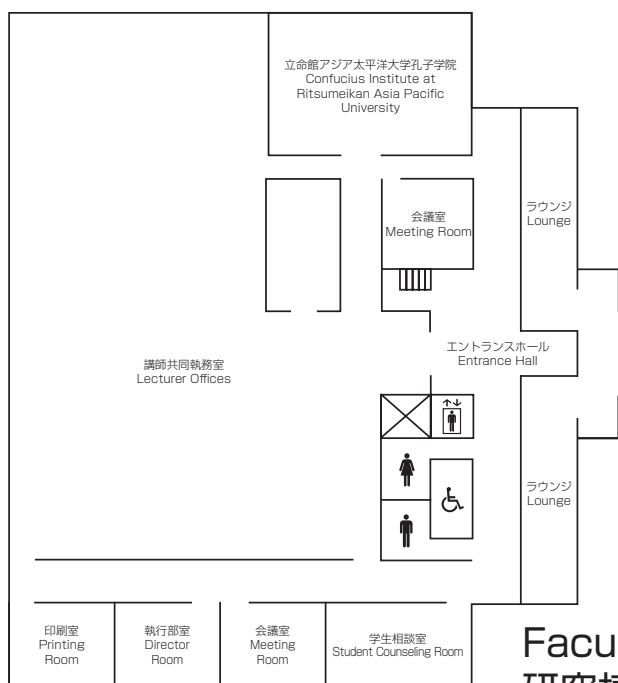 立命館アジア太平洋大学孔子学院
Confucius Institute at
Ritsumeikan Asia Pacific
University
会議室
Meeting Room
ラウンジ
Lounge
エントランスホール
Entrance Hall
講師共同執務室
Lecturer Offices
ラウンジ
Lounge
印刷室
Printing
Room
執行部室
Director
Room
会議室
Meeting
Room
学生相談室
Student Counseling Room
Facu